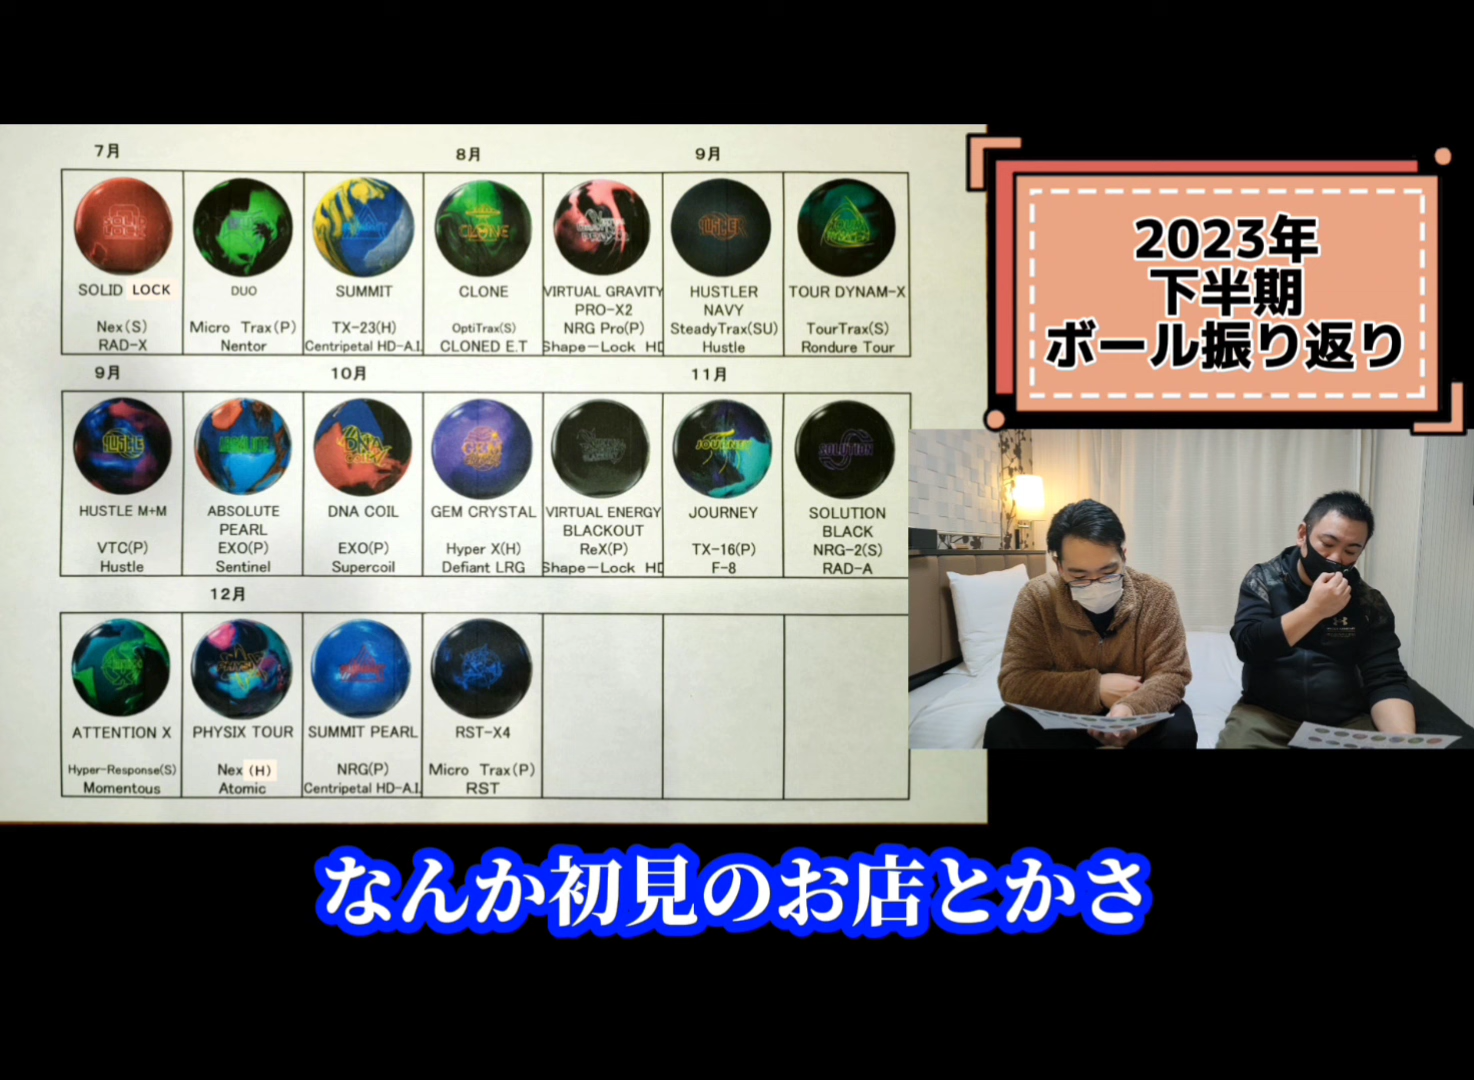 7月
8月
9月
SOLID LOCK
DUO
SUMMIT
CLONE
VIRTUAL GRAVITY
PRO-X2
HUSTLER
NAVY
TOUR DYNAM-X
Nex(S)
RAD-X
Micro Trax(P)
Nentor
TX-23(H)
Centripetal HD-A.I.
OptiTrax(S)
CLONED E.T
NRG Pro(P)
Shape-Lock HD
SteadyTrax(SU)
Hustle
TourTrax(S)
Rondure Tour
9月
10月
11月
HUSTLE M+M
ABSOLUTE
PEARL
DNA COIL
GEM CRYSTAL
VIRTUAL ENERGY
BLACKOUT
JOURNEY
SOLUTION
BLACK
VTC(P)
Hustle
EXO(P)
Sentinel
EXO(P)
Supercoil
Hyper X(H)
Defiant LRG
ReX(P)
Shape-Lock HD
TX-16(P)
F-8
NRG-2(S)
RAD-A
12月
ATTENTION X
PHYSIX TOUR
SUMMIT PEARL
RST-X4
Hyper-Response(S)
Momentous
Nex (H)
Atomic
NRG(P)
Centripetal HD-A.I.
Micro Trax(P)
RST
2023年
下半期
ボール振り返り
なんか初見のお店とかさ